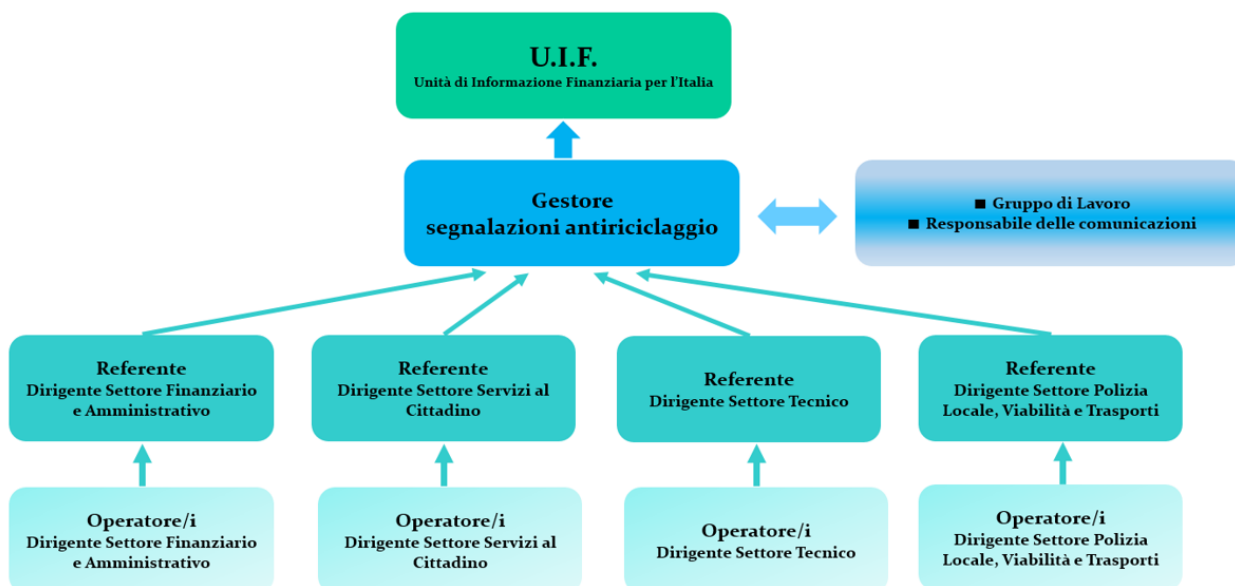 U.I.F.
Unità di Informazione Finanziaria per l'Italia
Gestore
segnalazioni antiriciclaggio
■ Gruppo di Lavoro
■ Responsabile delle comunicazioni
Referente
Dirigente Settore Finanziario
e Amministrativo
Referente
Dirigente Settore Servizi al
Cittadino
Referente
Dirigente Settore Tecnico
Referente
Dirigente Settore Polizia
Locale, Viabilità e Trasporti
Operatore/i
Dirigente Settore Finanziario
e Amministrativo
Operatore/i
Dirigente Settore Servizi al
Cittadino
Operatore/i
Dirigente Settore Tecnico
Operatore/i
Dirigente Settore Polizia
Locale, Viabilità e Trasporti